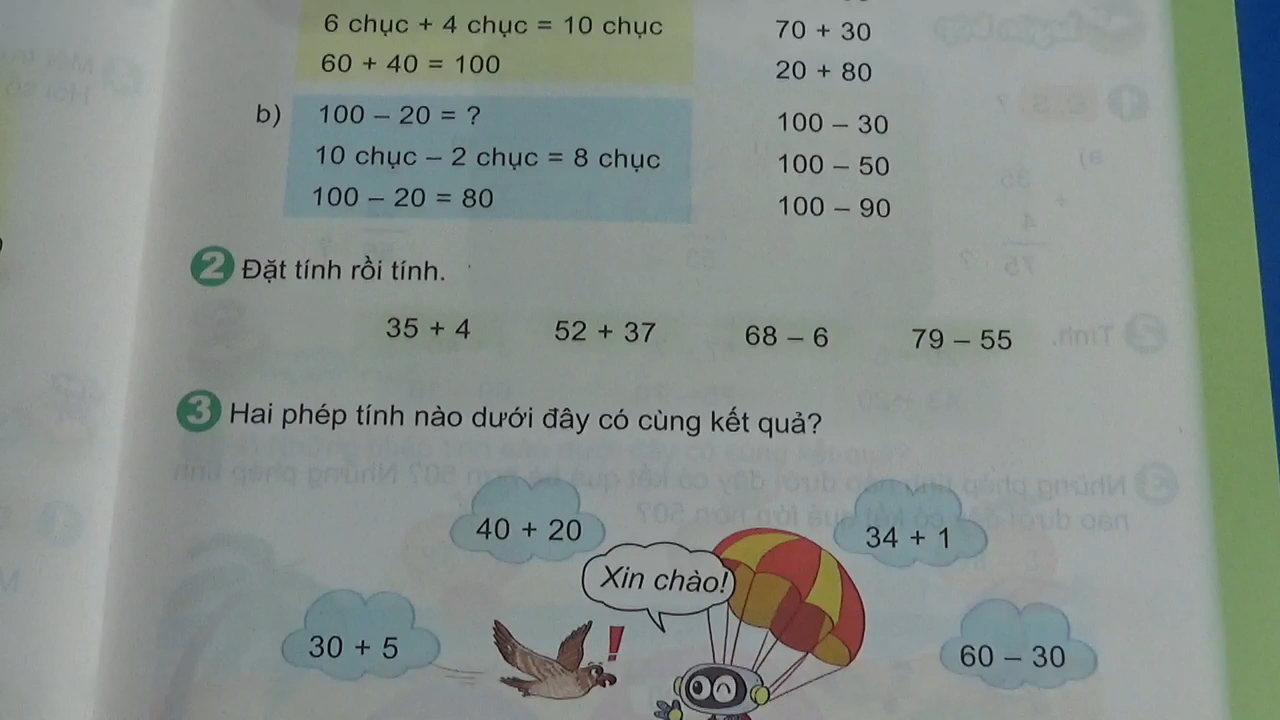 6 chục + 4 chục = 10 chục
60 + 40 = 100
70 + 30
20 + 80
b) 100 – 20 = ?
10 chục – 2 chục = 8 chục
100 – 20 = 80
100 – 30
100 – 50
100 – 90
2 Đặt tính rồi tính.
35 + 4 52 + 37 68 – 6 79 – 55
3 Hai phép tính nào dưới đây có cùng kết quả?
40 + 20
34 + 1
Xin chào!
30 + 5
60 – 30